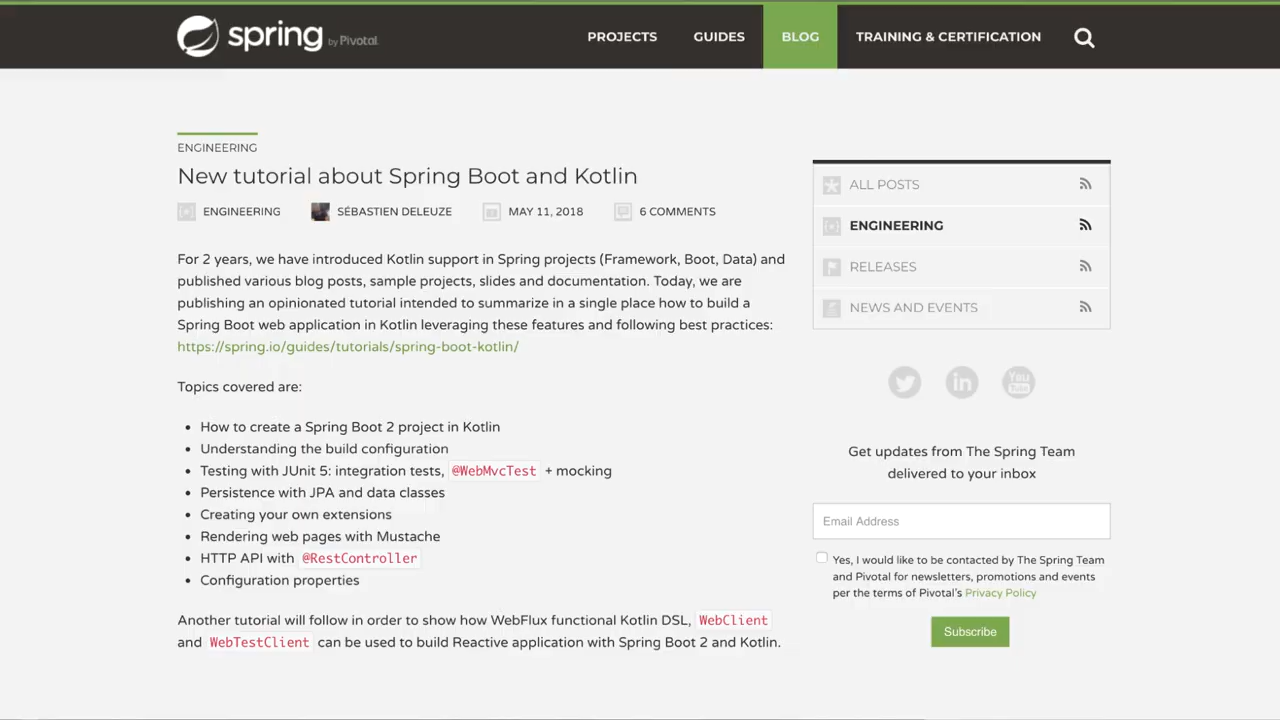 spring by Pivotal
PROJECTS GUIDES BLOG TRAINING & CERTIFICATION
ENGINEERING
New tutorial about Spring Boot and Kotlin
ENGINEERING SÉBASTIEN DELEUZE MAY 11, 2018 6 COMMENTS
For 2 years, we have introduced Kotlin support in Spring projects (Framework, Boot, Data) and
published various blog posts, sample projects, slides and documentation. Today, we are
publishing an opinionated tutorial intended to summarize in a single place how to build a
Spring Boot web application in Kotlin leveraging these features and following best practices:
https://spring.io/guides/tutorials/spring-boot-kotlin/
Topics covered are:
• How to create a Spring Boot 2 project in Kotlin
• Understanding the build configuration
• Testing with JUnit 5: integration tests, @WebMvcTest + mocking
• Persistence with JPA and data classes
• Creating your own extensions
• Rendering web pages with Mustache
• HTTP API with @RestController
• Configuration properties
Another tutorial will follow in order to show how WebFlux functional Kotlin DSL, WebClient
and WebTestClient can be used to build Reactive application with Spring Boot 2 and Kotlin.
ALL POSTS
ENGINEERING
RELEASES
NEWS AND EVENTS
in You Tube
Get updates from The Spring Team
delivered to your inbox
Email Address
Yes, I would like to be contacted by The Spring Team
and Pivotal for newsletters, promotions and events
per the terms of Pivotal's Privacy Policy
Subscribe